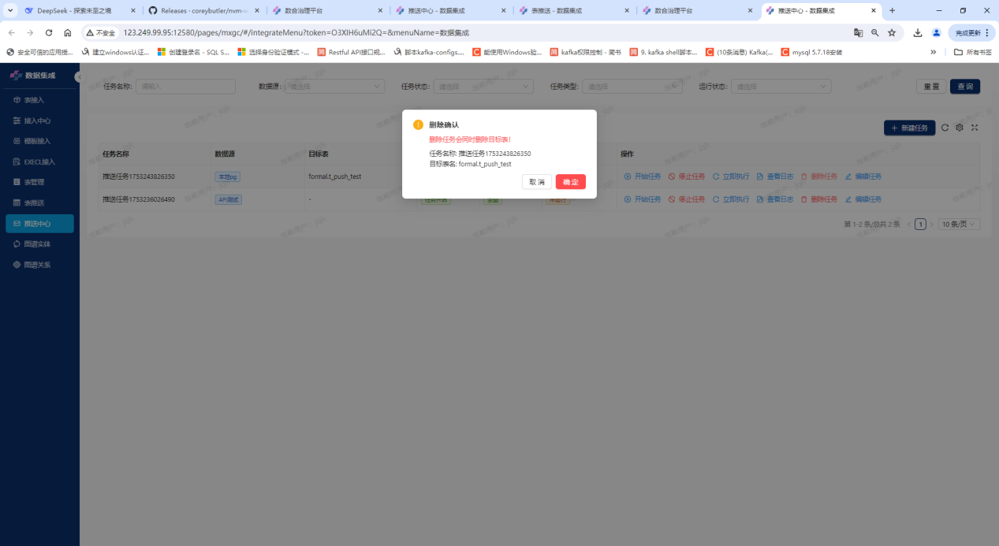 DeepSeek - 探索未至之境
Releases · coreybutler/nvm-w
数合治理平台
推送中心 - 数据集成
表推送 - 数据集成
数合治理平台
推送中心 - 数据集成
不安全
123.249.99.95:12580/pages/mxgc/#/integrateMenu?token=O3XlH6uMi2Q=&menuName=数据集成
完成更新
安全可信的应用授...
建立windows认证...
创建登录名 - SQL S...
选择身份验证模式 -...
Restful API接口规...
脚本kafka-configs....
能使用Windows验...
kafka权限控制 - 简书
9. kafka shell脚本...
(10条消息) Kafka(...
mysql 5.7.18安装
所有书签
数据集成
表接入
接入中心
模板接入
EXECL接入
表管理
表推送
推送中心
图谱实体
图谱关系
任务名称: 请输入
数据源: 请选择
任务状态: 请选择
任务类型: 请选择
运行状态: 请选择
重 置
查 询
新建任务
任务名称 数据源 目标表 操作
推送任务1753243826350 本地pg formal.t_push_test 开始任务 停止任务 立即执行 查看日志 删除任务 编辑任务
推送任务1753236026490 API测试 - 任务开启 全量 未运行 开始任务 停止任务 立即执行 查看日志 删除任务 编辑任务
第 1-2 条/总共 2 条 1 10 条/页
删除确认
删除任务会同时删除目标表!
任务名称: 推送任务1753243826350
目标表名: formal.t_push_test
取 消
确 定